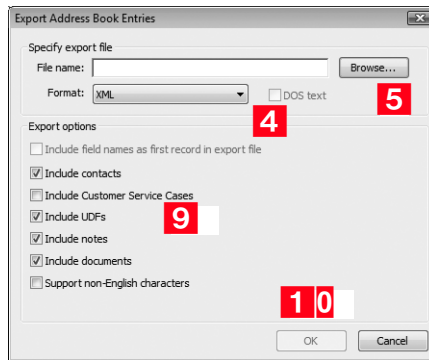 Export Address Book Entries
Specify export file
File name: Browse...
Format: XML DOS text
5
4
Export options
Include field names as first record in export file
Include contacts
Include Customer Service Cases
Include UDFs
9
Include notes
Include documents
Support non-English characters
10
OK Cancel